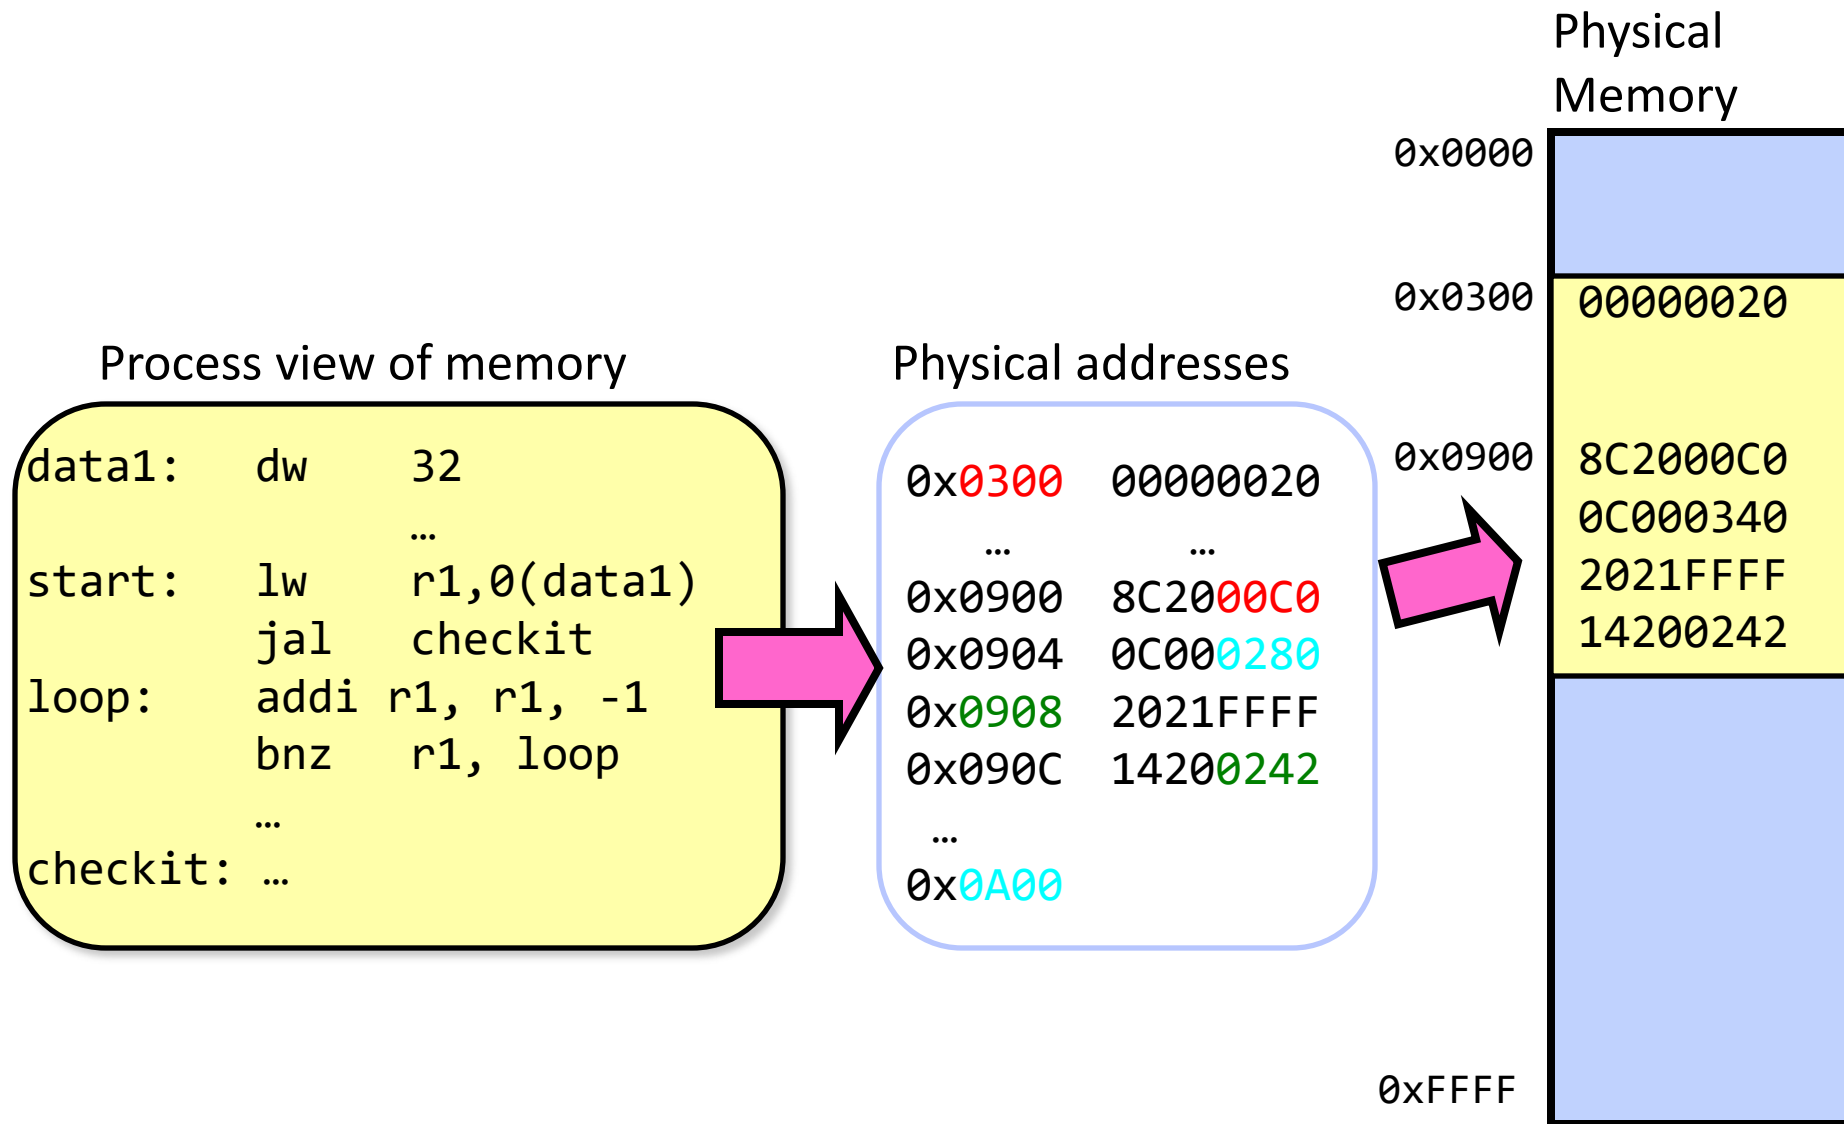 Process view of memory
data1: dw 32
…
start: lw r1,0(data1)
jal checkit
loop: addi r1, r1, -1
bnz r1, loop
…
checkit: …
Physical addresses
0x0300 00000020
… …
0x0900 8C2000C0
0x0904 0C000280
0x0908 2021FFFF
0x090C 14200242
…
0x0A00
Physical
Memory
0x0000
0x0300 00000020
0x0900 8C2000C0
0C000340
2021FFFF
14200242
0xFFFF